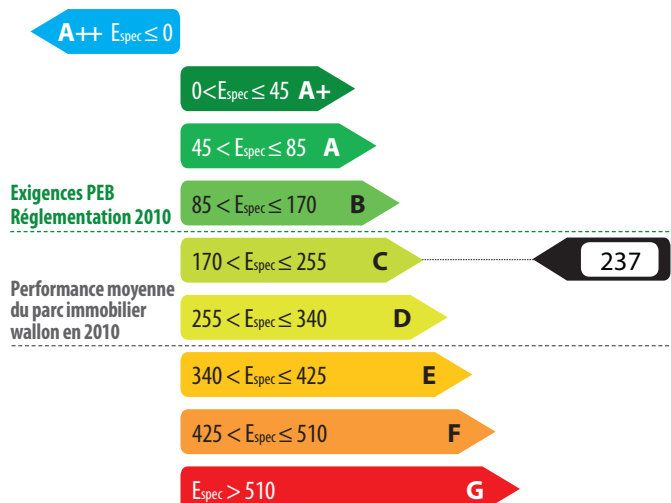 A++ Espec ≤ 0
0<Espec ≤ 45 A+
45 < Espec ≤ 85 A
Exigences PEB
Réglementation 2010
85 < Espec ≤ 170 B
170 < Espec ≤ 255 C
237
Performance moyenne
du parc immobilier
wallon en 2010
255 < Espec ≤ 340 D
340 < Espec ≤ 425 E
425 < Espec ≤ 510 F
Espec > 510 G